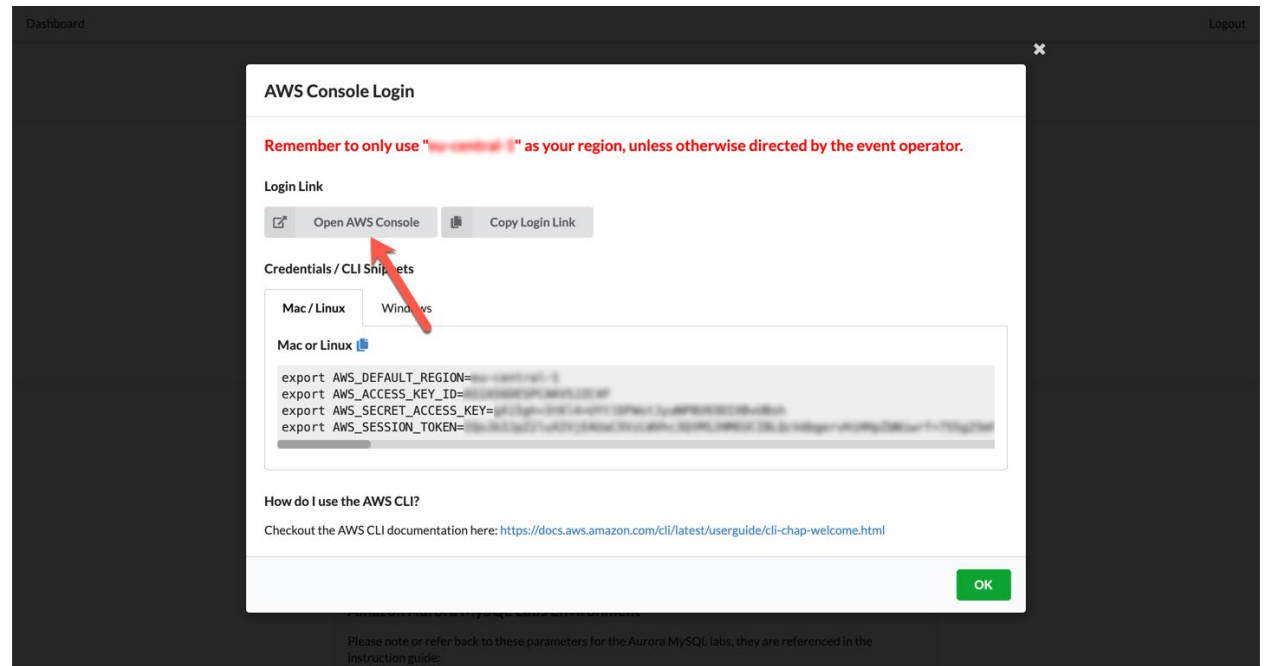 Dashboard
Logout
AWS Console Login
Remember to only use "" as your region, unless otherwise directed by the event operator.
Login Link
Open AWS Console
Copy Login Link
Credentials / CLI Snippets
Mac / Linux
Windows
Mac or Linux
export AWS_DEFAULT_REGION=
export AWS_ACCESS_KEY_ID=
export AWS_SECRET_ACCESS_KEY=
export AWS_SESSION_TOKEN=
How do I use the AWS CLI?
Checkout the AWS CLI documentation here: https://docs.aws.amazon.com/cli/latest/userguide/cli-chap-welcome.html
OK
Please note or refer back to these parameters for the Aurora MySQL labs, they are referenced in the
instruction guide: